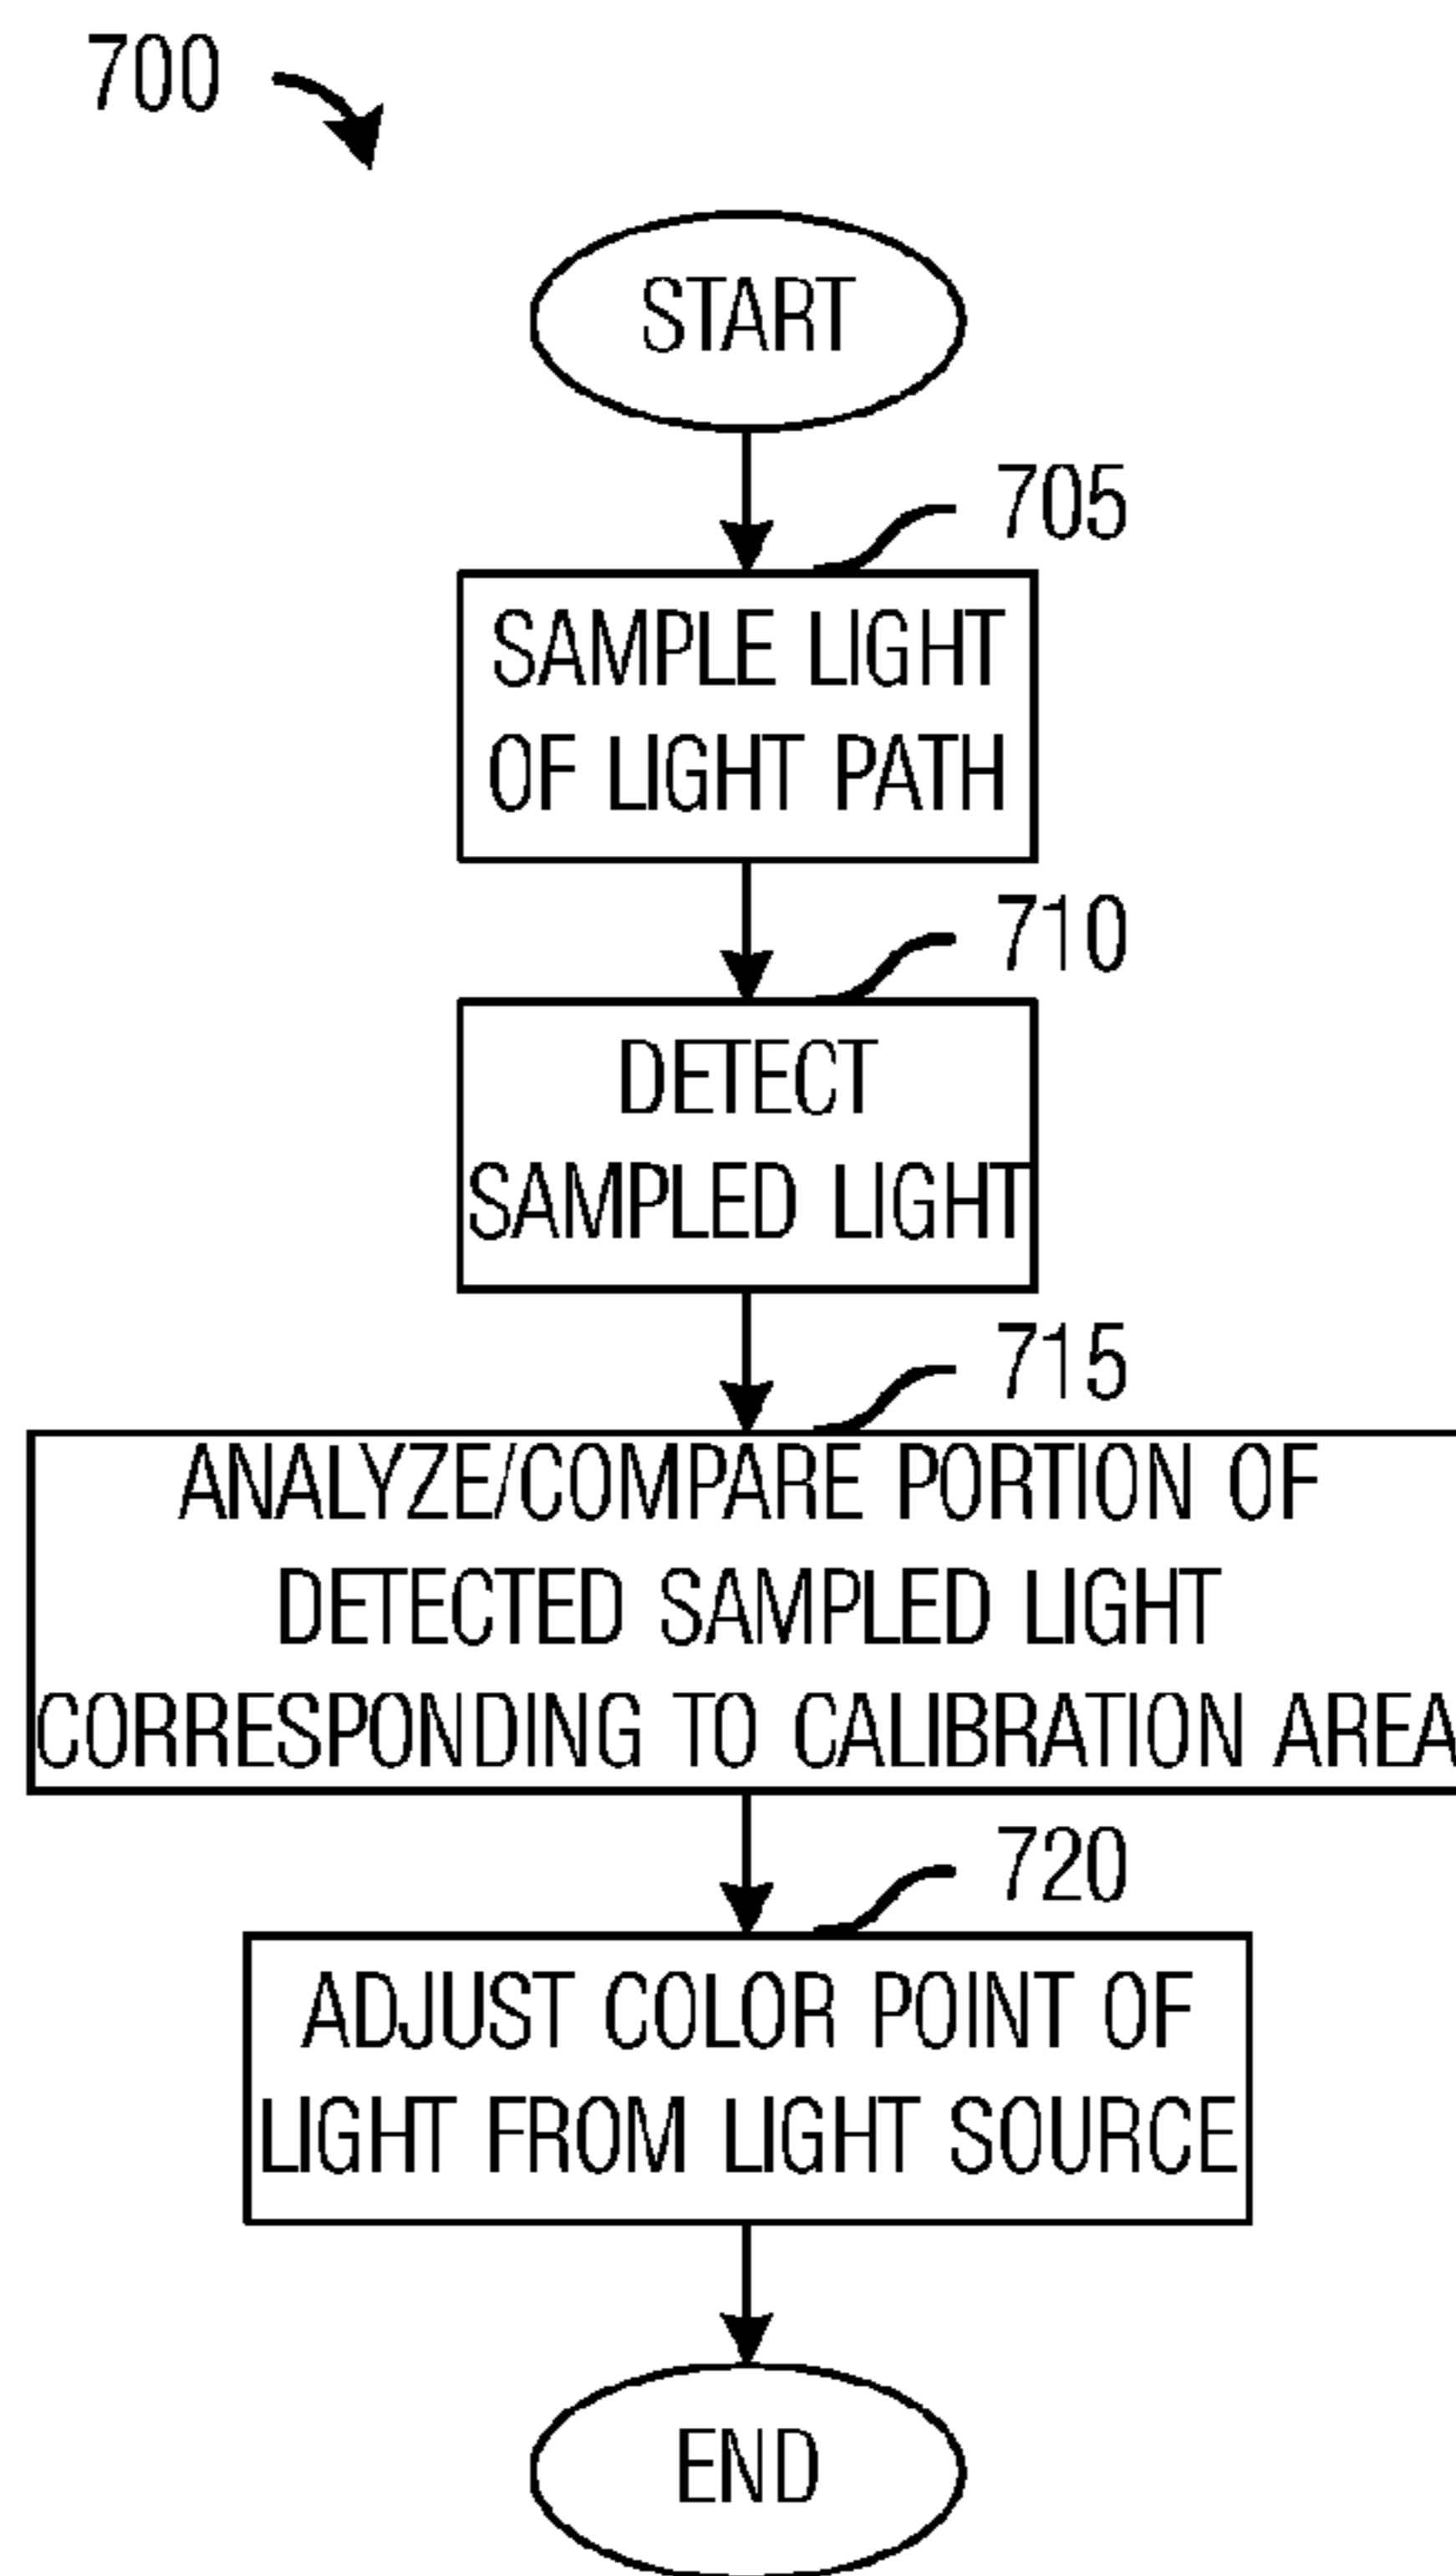 700
START
705
SAMPLE LIGHT
OF LIGHT PATH
710
DETECT
SAMPLED LIGHT
715
ANALYZE/COMPARE PORTION OF
DETECTED SAMPLED LIGHT
CORRESPONDING TO CALIBRATION AREA
720
ADJUST COLOR POINT OF
LIGHT FROM LIGHT SOURCE
END